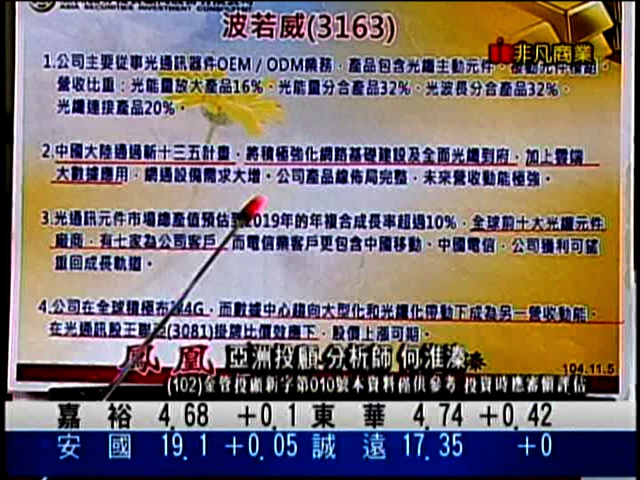 ASIA SECURITIES INVESTMENT CONSULTING
波若威(3163)
非凡商業
1.公司主要從事光通訊器件OEM/ODM業務，產品包含光纖主動元件、被動元件模組，
營收比重：光能量放大產品16%、光能量分合產品32%、光波長分合產品32%、
光纖連接產品20%。
2.中國大陸通過新十三五計畫，將積極強化網路基礎建設及全面光纖到府，加上雲端、
大數據應用，網通設備需求大增。公司產品線佈局完整，未來營收動能極強。
3.光通訊元件市場總產值預估到2019年的年複合成長率超過10%，全球前十大光纖元件
廠商，有七家為公司客戶，而電信業客戶更包含中國移動、中國電信，公司獲利可望
重回成長軌道。
4.公司在全球積極布建4G，而數據中心趨向大型化和光纖化帶動下成為另一營收動能，
在光通訊股王聯亞(3081)掛牌比價效應下，股價上漲可期。
鳳凰 亞洲投顧 分析師 何淮溱
104.11.5
(102)金管投顧新字第010號本資料僅供參考 投資時應審慎評估
嘉裕 4.68 +0.1 東華 4.74 +0.42
安國 19.1 +0.05 誠遠 17.35 +0